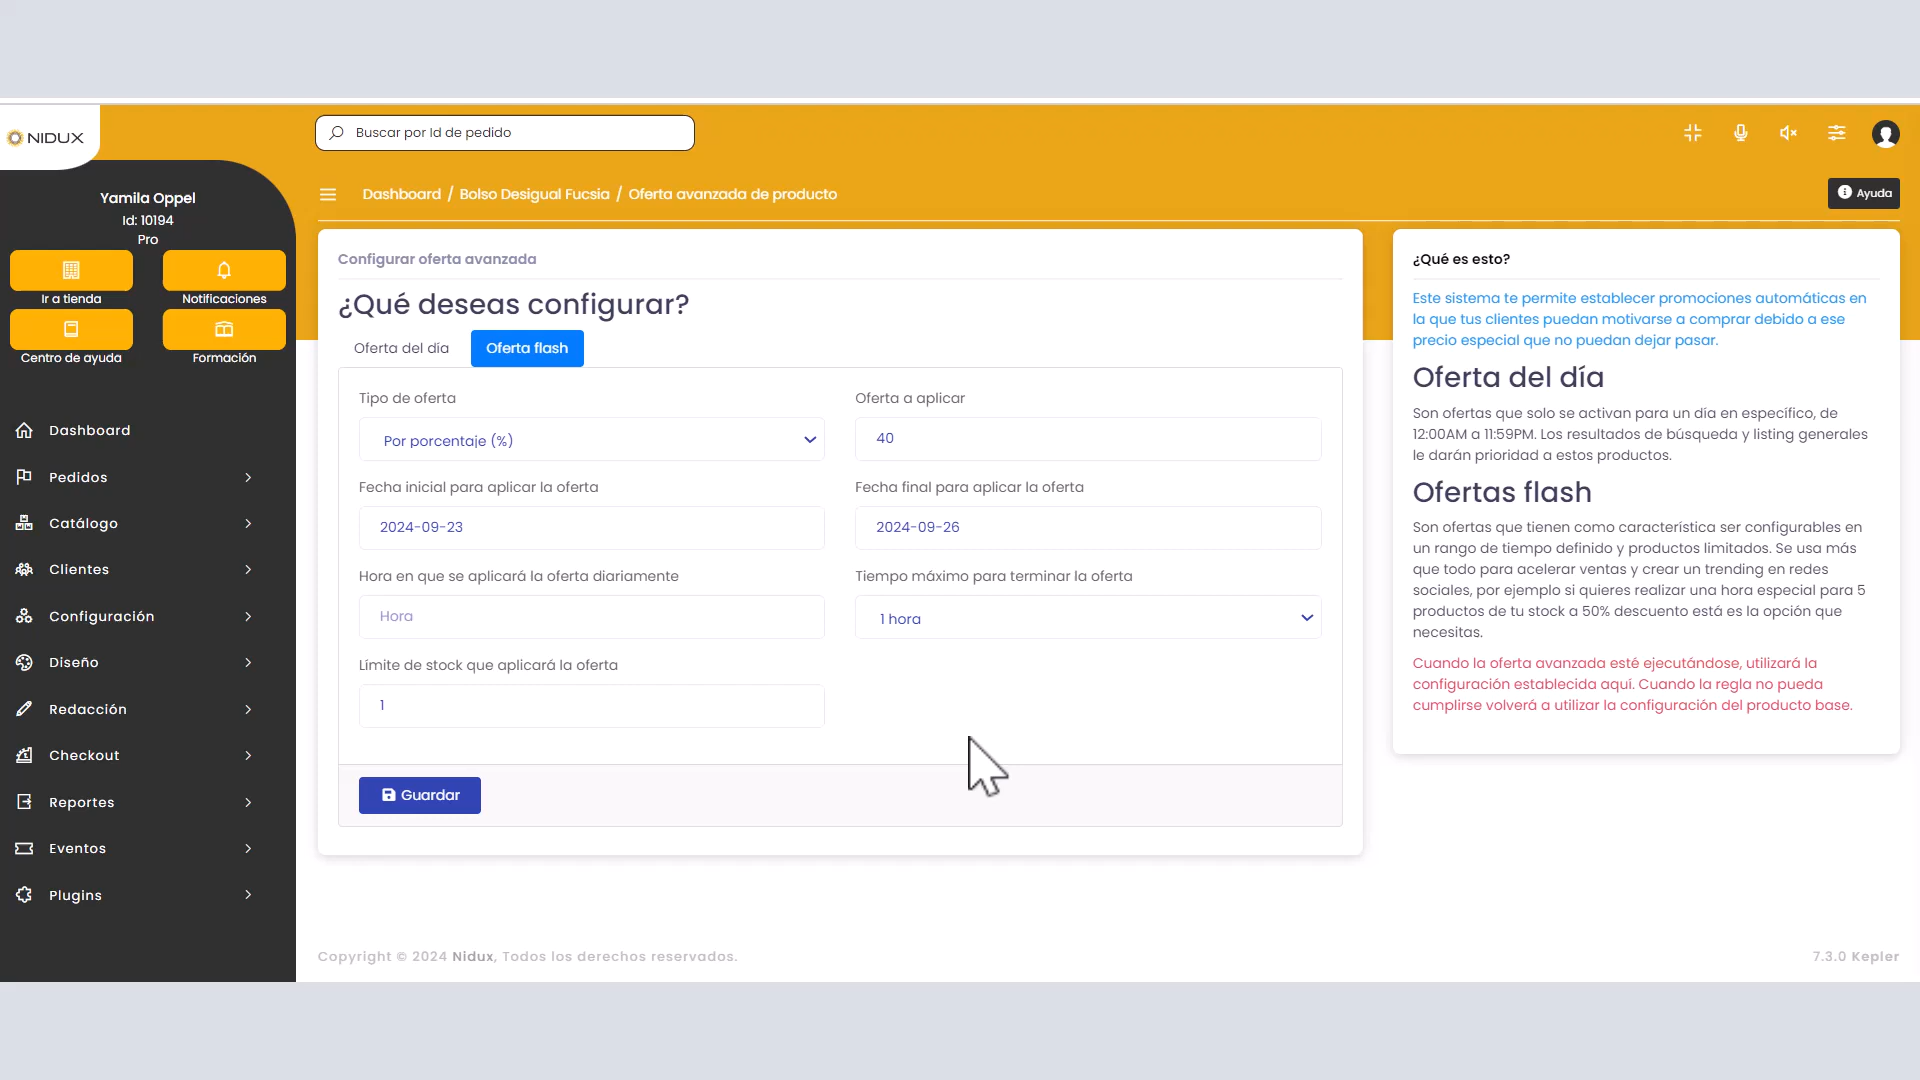 NIDUX
Buscar por Id de pedido
Yamila Oppel
Id: 10194
Pro
Ir a tienda
Notificaciones
Centro de ayuda
Formación
Dashboard
Pedidos
Catálogo
Clientes
Configuración
Diseño
Redacción
Checkout
Reportes
Eventos
Plugins
Dashboard / Bolso Desigual Fucsia / Oferta avanzada de producto
Ayuda
Configurar oferta avanzada
¿Qué deseas configurar?
Oferta del día
Oferta flash
Tipo de oferta
Oferta a aplicar
Por porcentaje (%)
40
Fecha inicial para aplicar la oferta
Fecha final para aplicar la oferta
2024-09-23
2024-09-26
Hora en que se aplicará la oferta diariamente
Tiempo máximo para terminar la oferta
Hora
1 hora
Límite de stock que aplicará la oferta
1
Guardar
¿Qué es esto?
Este sistema te permite establecer promociones automáticas en
la que tus clientes puedan motivarse a comprar debido a ese
precio especial que no puedan dejar pasar.
Oferta del día
Son ofertas que solo se activan para un día en específico, de
12:00AM a 11:59PM. Los resultados de búsqueda y listing generales
le darán prioridad a estos productos.
Ofertas flash
Son ofertas que tienen como característica ser configurables en
un rango de tiempo definido y productos limitados. Se usa más
que todo para acelerar ventas y crear un trending en redes
sociales, por ejemplo si quieres realizar una hora especial para 5
productos de tu stock a 50% descuento está es la opción que
necesitas.
Cuando la oferta avanzada esté ejecutándose, utilizará la
configuración establecida aquí. Cuando la regla no pueda
cumplirse volverá a utilizar la configuración del producto base.
Copyright © 2024 Nidux, Todos los derechos reservados.
7.3.0 Kepler